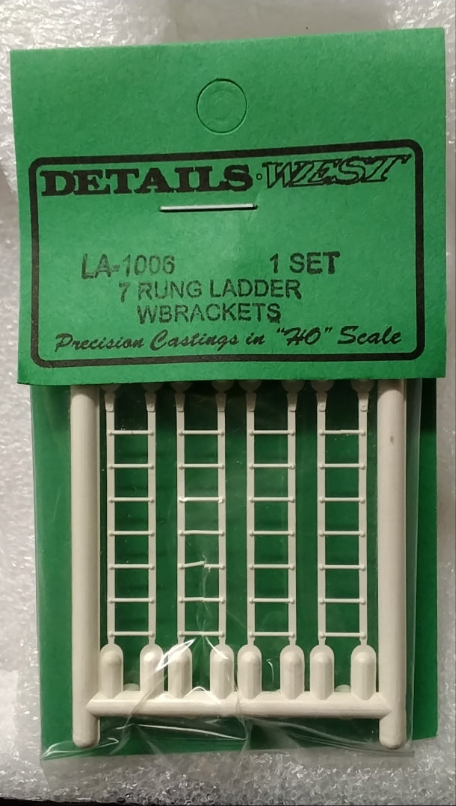 DETAILS·WEST
LA-1006 1 SET
7 RUNG LADDER
WBRACKETS
Precision Castings in "HO" Scale